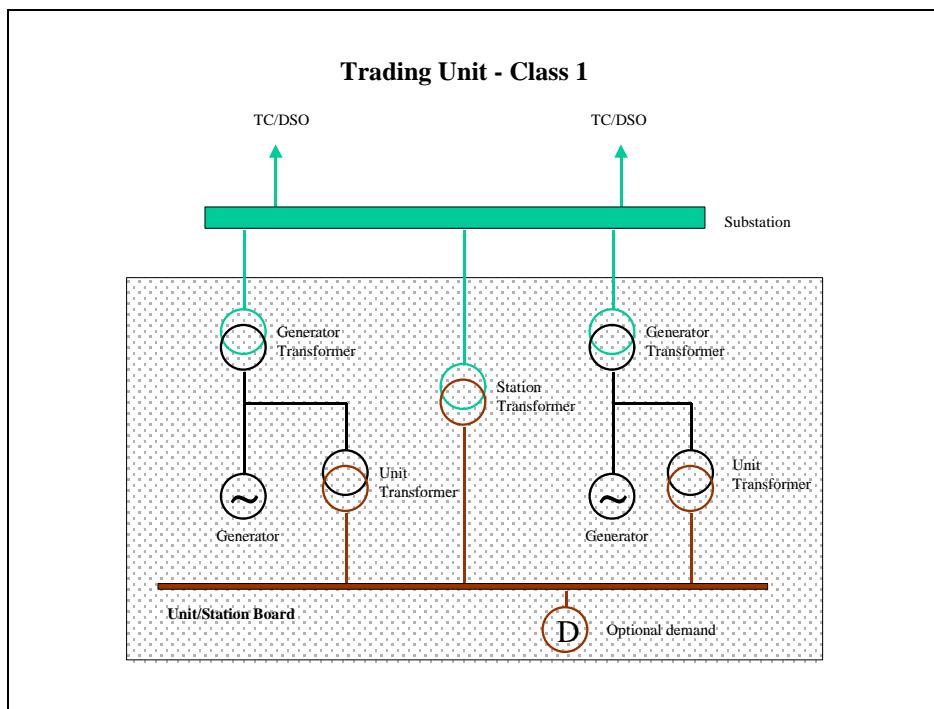 Trading Unit - Class 1
TC/DSO
TC/DSO
Substation
Generator
Transformer
Generator
Transformer
Station
Transformer
Unit
Transformer
Unit
Transformer
~
Generator
~
Generator
Unit/Station Board
D
Optional demand